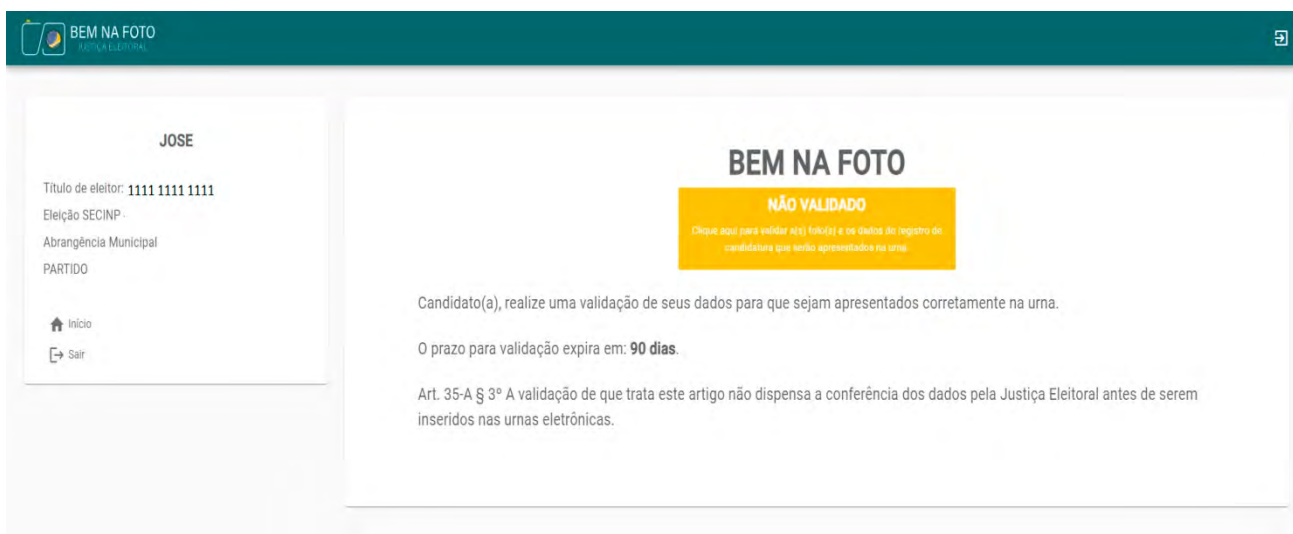 BEM NA FOTO
JUSTIÇA ELEITORAL
JOSE
Título de eleitor: 1111 1111 1111
Eleição SECINP
Abrangência Municipal
PARTIDO
Início
Sair
BEM NA FOTO
NÃO VALIDADO
Clique aqui para validar a(s) foto(s) e os dados do registro de
candidatura que serão apresentados na urna.
Candidato(a), realize uma validação de seus dados para que sejam apresentados corretamente na urna.
O prazo para validação expira em: 90 dias.
Art. 35-A § 3º A validação de que trata este artigo não dispensa a conferência dos dados pela Justiça Eleitoral antes de serem
inseridos nas urnas eletrônicas.